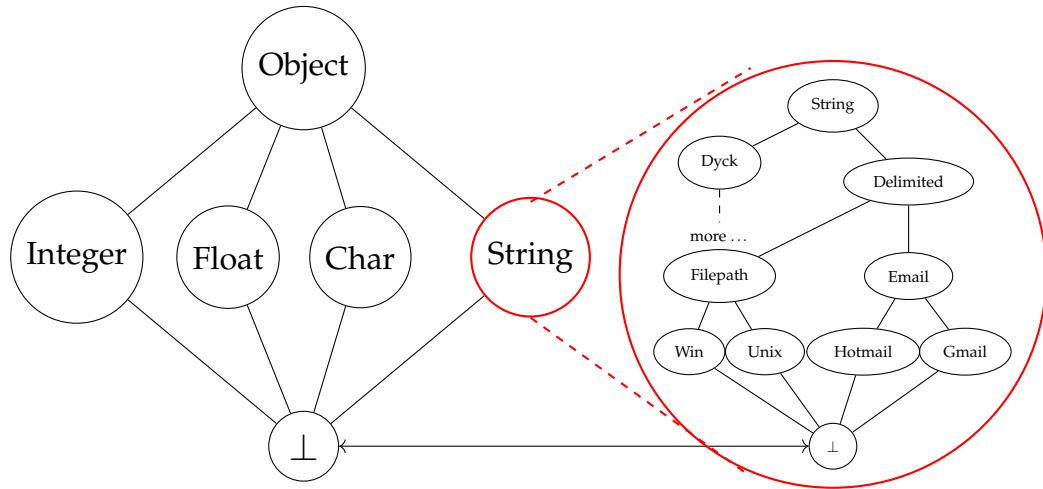 Object
Integer
Float
Char
String
⊥
String
Dyck
Delimited
more ...
Filepath
Email
Win
Unix
Hotmail
Gmail
⊥